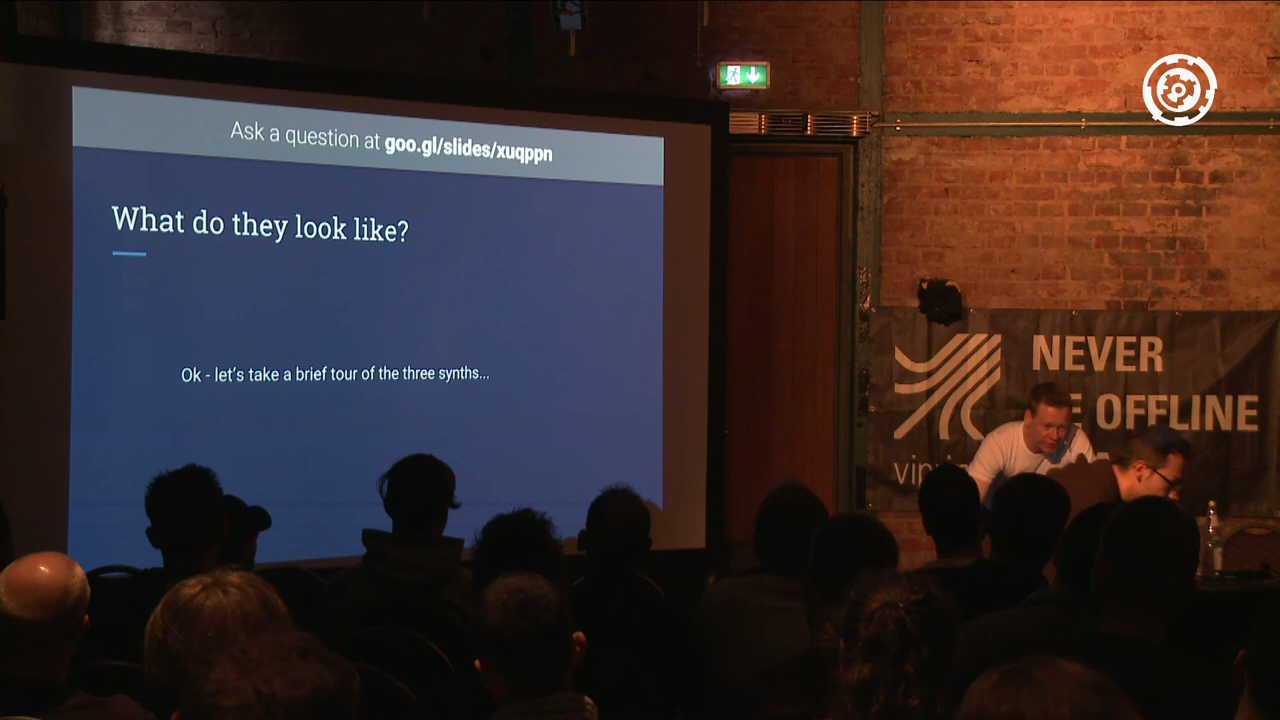 Ask a question at goo.gl/slides/xuqppn
What do they look like?
Ok - let's take a brief tour of the three synths...
NEVER
OFFLINE